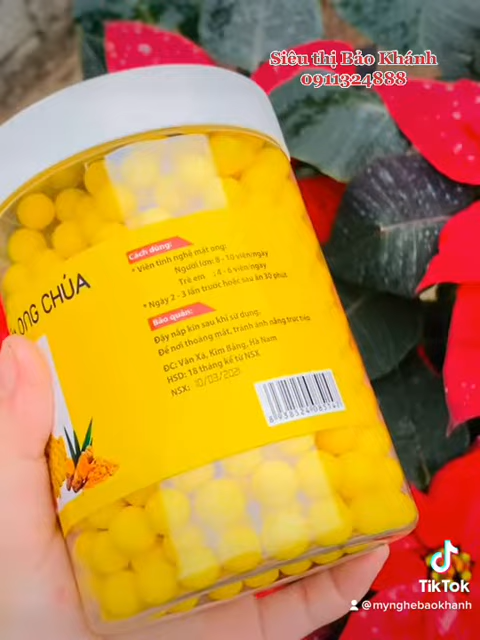 Siêu thị Bảo Khánh
0911324888
ONG CHÚA
Cách dùng:
* Viên tinh nghệ mật ong:
Người lớn: 8 - 10 viên/ngày
Trẻ em : 4 - 6 viên/ngày
* Ngày 2 - 3 lần trước hoặc sau ăn 30 phút
Bảo quản:
Đậy nắp kín sau khi sử dụng.
Để nơi thoáng mát, tránh ánh nắng trực tiếp
ĐC: Văn Xá, Kim Bảng, Hà Nam
HSD: 18 tháng kể từ NSX
NSX: 10/03/2021
TikTok
@mynghebaokhanh